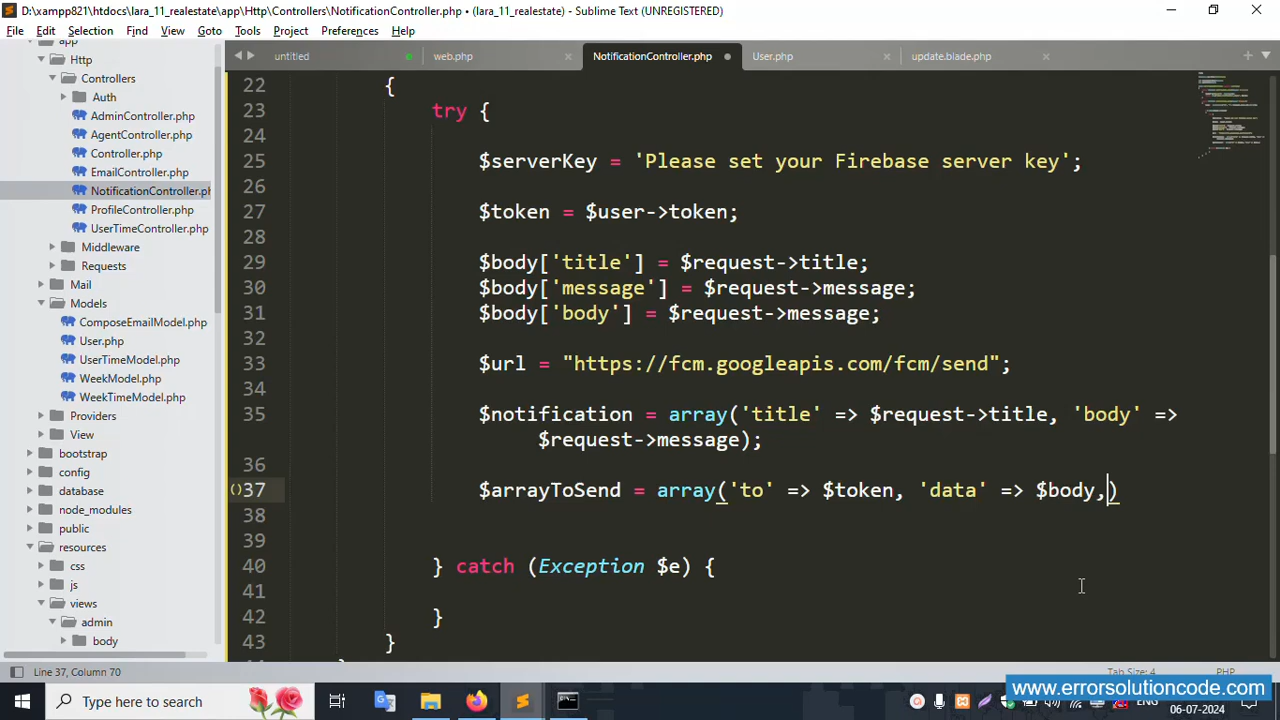 D:\xampp821\htdocs\lara_11_realestate\app\Http\Controllers\NotificationController.php • (lara_11_realestate) - Sublime Text (UNREGISTERED)
File Edit Selection Find View Goto Tools Project Preferences Help
untitled web.php NotificationController.php User.php update.blade.php
app
Http
Controllers
Auth
AdminController.php
AgentController.php
Controller.php
EmailController.php
NotificationController.ph
ProfileController.php
UserTimeController.php
Middleware
Requests
Mail
Models
ComposeEmailModel.php
User.php
UserTimeModel.php
WeekModel.php
WeekTimeModel.php
Providers
View
bootstrap
config
database
node_modules
public
resources
css
js
views
admin
body
22 {
23 try {
24
25 $serverKey = 'Please set your Firebase server key';
26
27 $token = $user->token;
28
29 $body['title'] = $request->title;
30 $body['message'] = $request->message;
31 $body['body'] = $request->message;
32
33 $url = "https://fcm.googleapis.com/fcm/send";
34
35 $notification = array('title' => $request->title, 'body' =>
$request->message);
36
37 $arrayToSend = array('to' => $token, 'data' => $body,)
38
39
40 } catch (Exception $e) {
41
42 }
43 }
Line 37, Column 70
Tab Size: 4 PHP
www.errorsolutioncode.com
Type here to search
06-07-2024